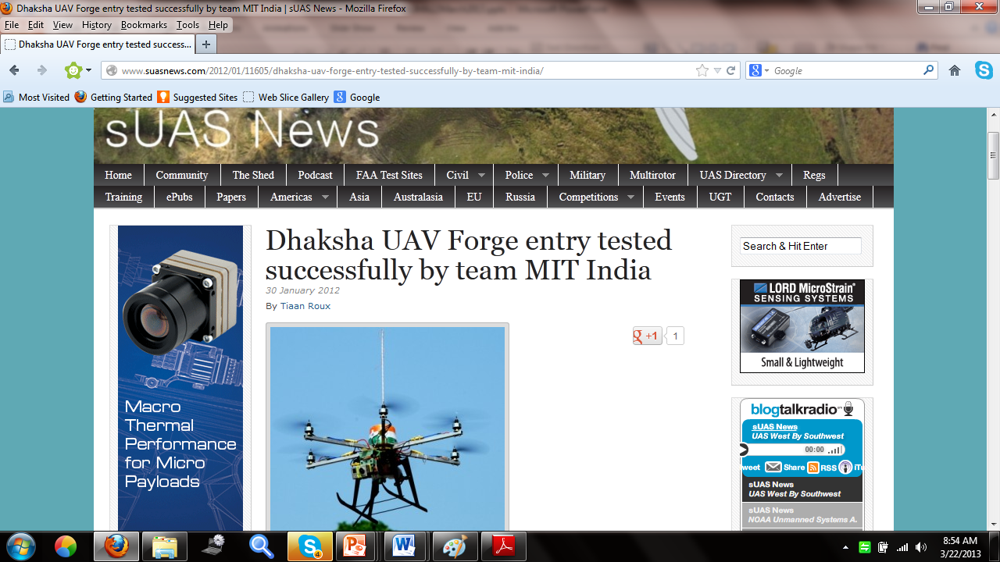 Dhaksha UAV Forge entry tested successfully by team MIT India | sUAS News - Mozilla Firefox
File Edit View History Bookmarks Tools Help
Dhaksha UAV Forge entry tested success...
www.suasnews.com/2012/01/11605/dhaksha-uav-forge-entry-tested-successfully-by-team-mit-india/
Google
Most Visited Getting Started Suggested Sites Web Slice Gallery Google
sUAS News
Home Community The Shed Podcast FAA Test Sites Civil Police Military Multirotor UAS Directory Regs
Training ePubs Papers Americas Asia Australasia EU Russia Competitions Events UGT Contacts Advertise
Macro
Thermal
Performance
for Micro
Payloads
Dhaksha UAV Forge entry tested
successfully by team MIT India
30 January 2012
By Tiaan Roux
g +1 1
Search & Hit Enter
LORD MicroStrain®
SENSING SYSTEMS
Small & Lightweight
blogtalkradio
sUAS News
UAS West By Southwest
00:00
weet Share RSS iTu
sUAS News
UAS West By Southwest
sUAS News
NOAA Unmanned Systems A.
4
8:54 AM
3/22/2013